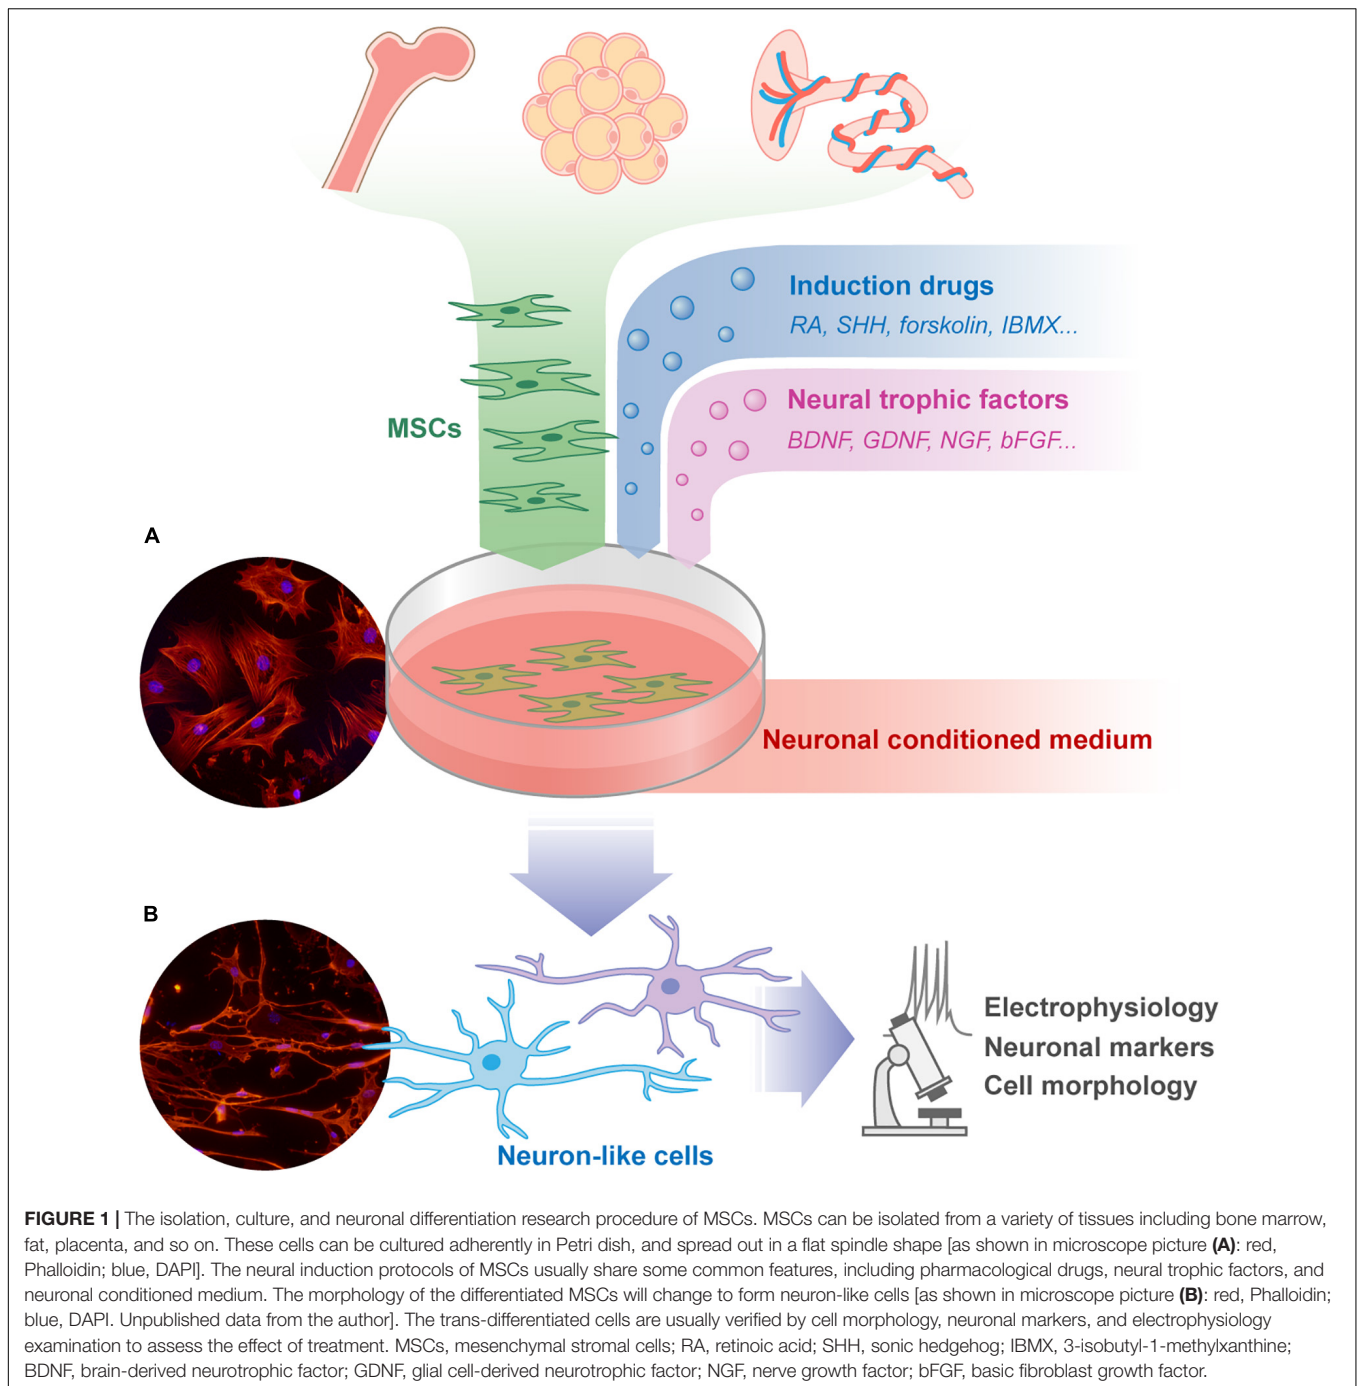 Induction drugs
RA, SHH, forskolin, IBMX...
Neural trophic factors
BDNF, GDNF, NGF, bFGF...
MSCs
A
Neuronal conditioned medium
B
Electrophysiology
Neuronal markers
Cell morphology
Neuron-like cells
FIGURE 1 | The isolation, culture, and neuronal differentiation research procedure of MSCs. MSCs can be isolated from a variety of tissues including bone marrow,
fat, placenta, and so on. These cells can be cultured adherently in Petri dish, and spread out in a flat spindle shape [as shown in microscope picture (A): red,
Phalloidin; blue, DAPI]. The neural induction protocols of MSCs usually share some common features, including pharmacological drugs, neural trophic factors, and
neuronal conditioned medium. The morphology of the differentiated MSCs will change to form neuron-like cells [as shown in microscope picture (B): red, Phalloidin;
blue, DAPI. Unpublished data from the author]. The trans-differentiated cells are usually verified by cell morphology, neuronal markers, and electrophysiology
examination to assess the effect of treatment. MSCs, mesenchymal stromal cells; RA, retinoic acid; SHH, sonic hedgehog; IBMX, 3-isobutyl-1-methylxanthine;
BDNF, brain-derived neurotrophic factor; GDNF, glial cell-derived neurotrophic factor; NGF, nerve growth factor; bFGF, basic fibroblast growth factor.